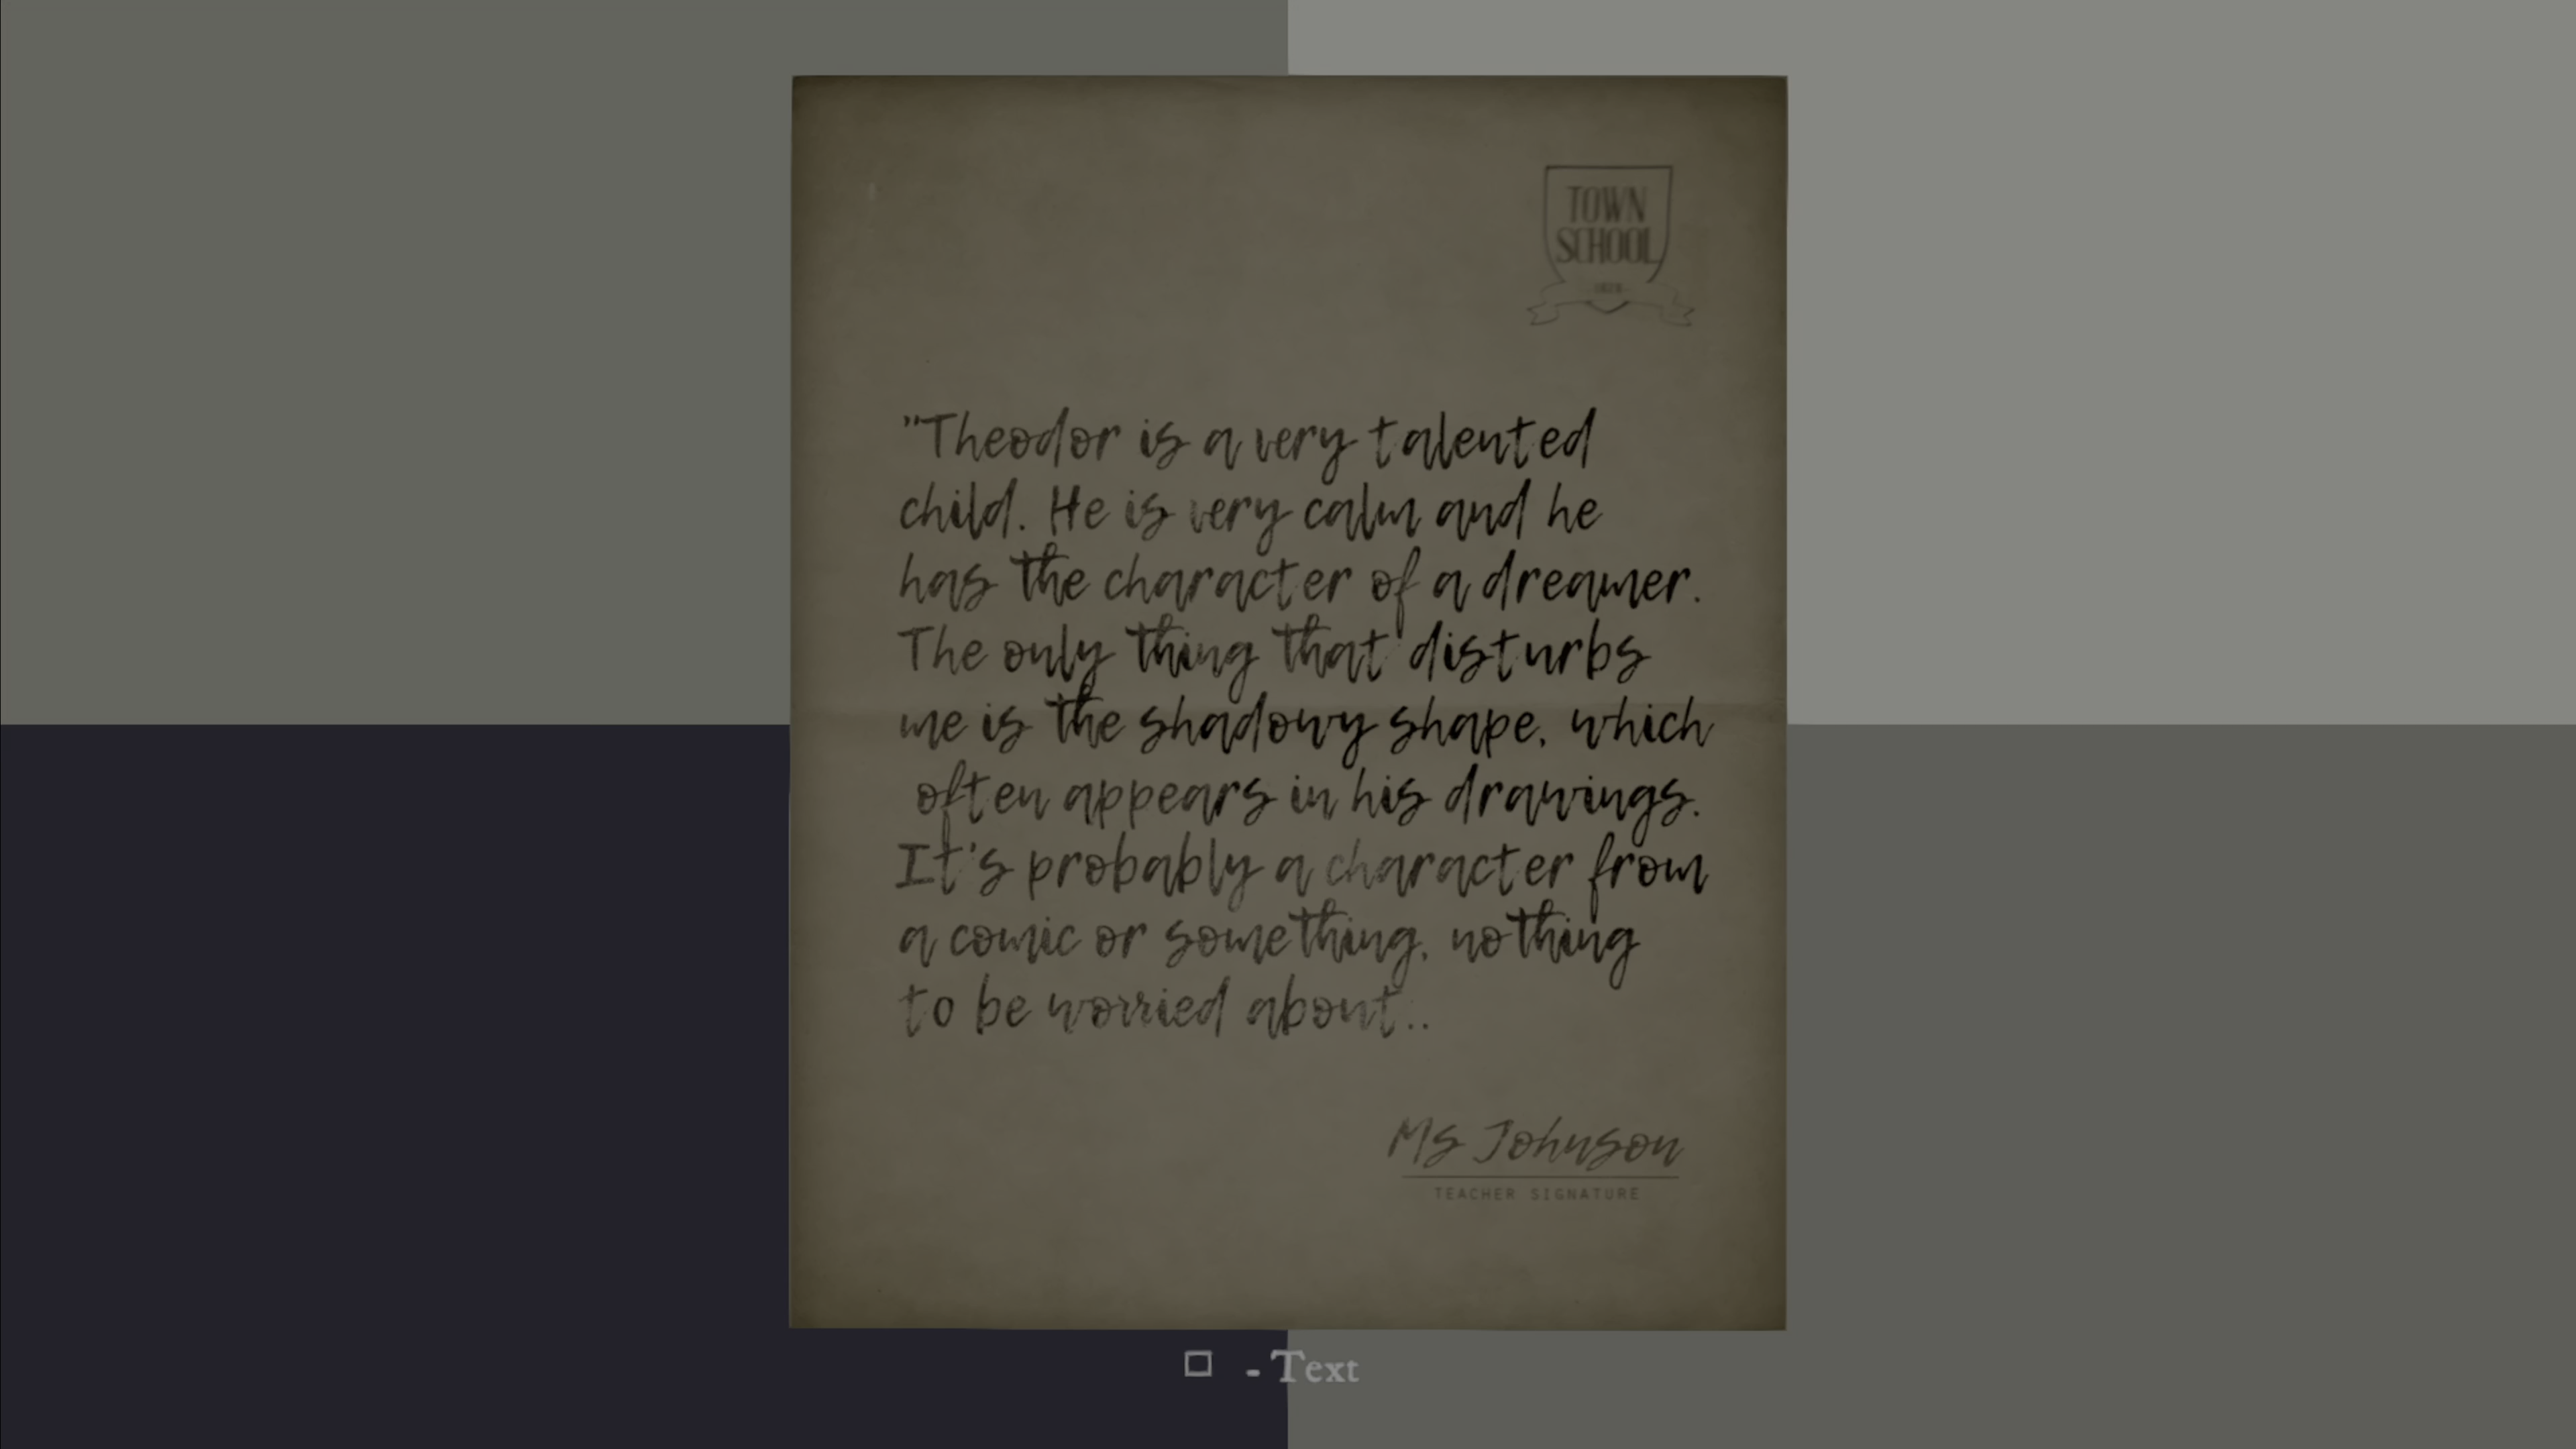 TOWN
SCHOOL
"Theodor is a very talented
child. He is very calm and he
has the character of a dreamer.
The only thing that disturbs
me is the shadowy shape, which
often appears in his drawings.
It's probably a character from
a comic or something, nothing
to be worried about..
Ms Johnson
TEACHER SIGNATURE
□ - Text